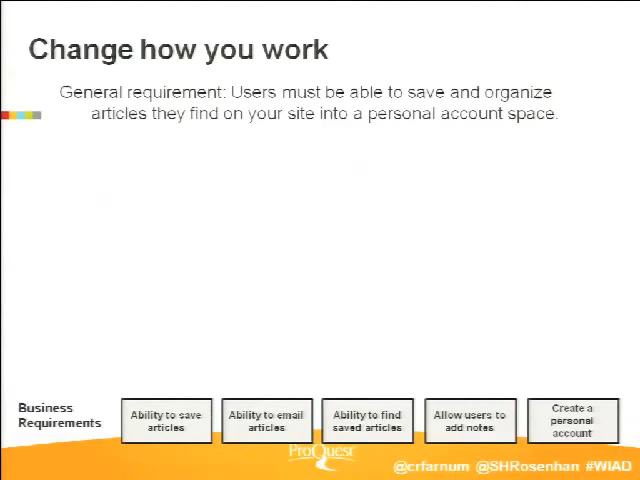 Change how you work
General requirement: Users must be able to save and organize
articles they find on your site into a personal account space.
Business
Requirements
Ability to save
articles
Ability to email
articles
Ability to find
saved articles
Allow users to
add notes
Create a
personal
account
ProQuest
@crfarnum @SHRosenhan #WIAD